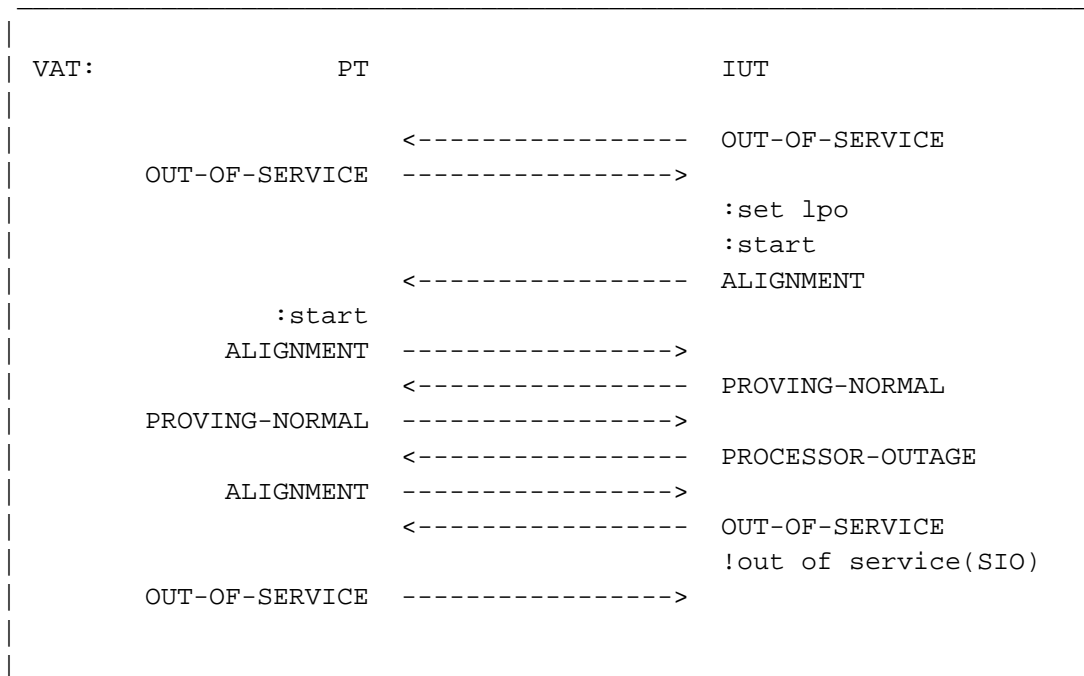 VAT: PT IUT
<----------------- OUT-OF-SERVICE
OUT-OF-SERVICE ----------------->
:set lpo
:start
<----------------- ALIGNMENT
:start
ALIGNMENT ----------------->
<----------------- PROVING-NORMAL
PROVING-NORMAL ----------------->
<----------------- PROCESSOR-OUTAGE
ALIGNMENT ----------------->
<----------------- OUT-OF-SERVICE
!out of service(SIO)
OUT-OF-SERVICE ----------------->